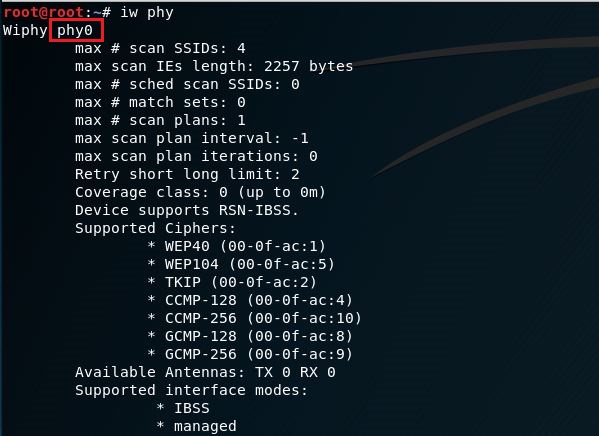 root@root:~# iw phy
Wiphy phy0
max # scan SSIDs: 4
max scan IEs length: 2257 bytes
max # sched scan SSIDs: 0
max # match sets: 0
max # scan plans: 1
max scan plan interval: -1
max scan plan iterations: 0
Retry short long limit: 2
Coverage class: 0 (up to 0m)
Device supports RSN-IBSS.
Supported Ciphers:
* WEP40 (00-0f-ac:1)
* WEP104 (00-0f-ac:5)
* TKIP (00-0f-ac:2)
* CCMP-128 (00-0f-ac:4)
* CCMP-256 (00-0f-ac:10)
* GCMP-128 (00-0f-ac:8)
* GCMP-256 (00-0f-ac:9)
Available Antennas: TX 0 RX 0
Supported interface modes:
* IBSS
* managed